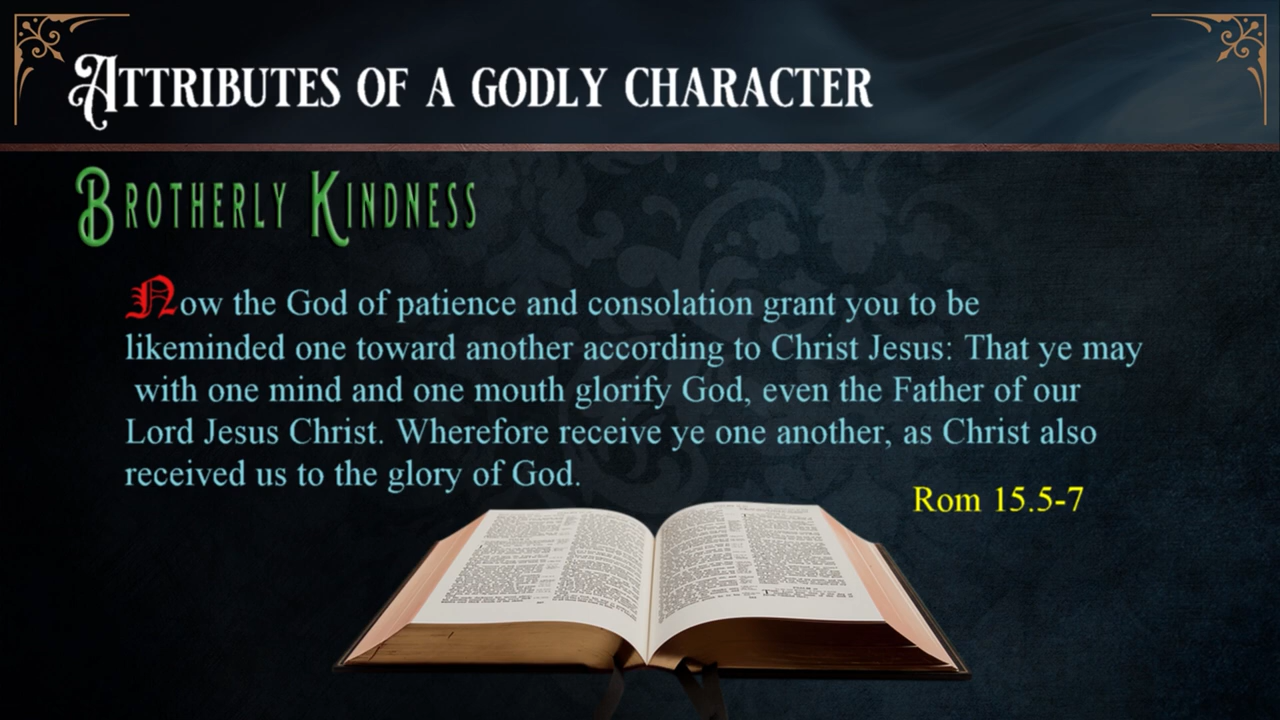 Attributes of a godly character
Brotherly Kindness
Now the God of patience and consolation grant you to be
likeminded one toward another according to Christ Jesus: That ye may
with one mind and one mouth glorify God, even the Father of our
Lord Jesus Christ. Wherefore receive ye one another, as Christ also
received us to the glory of God.
Rom 15.5-7